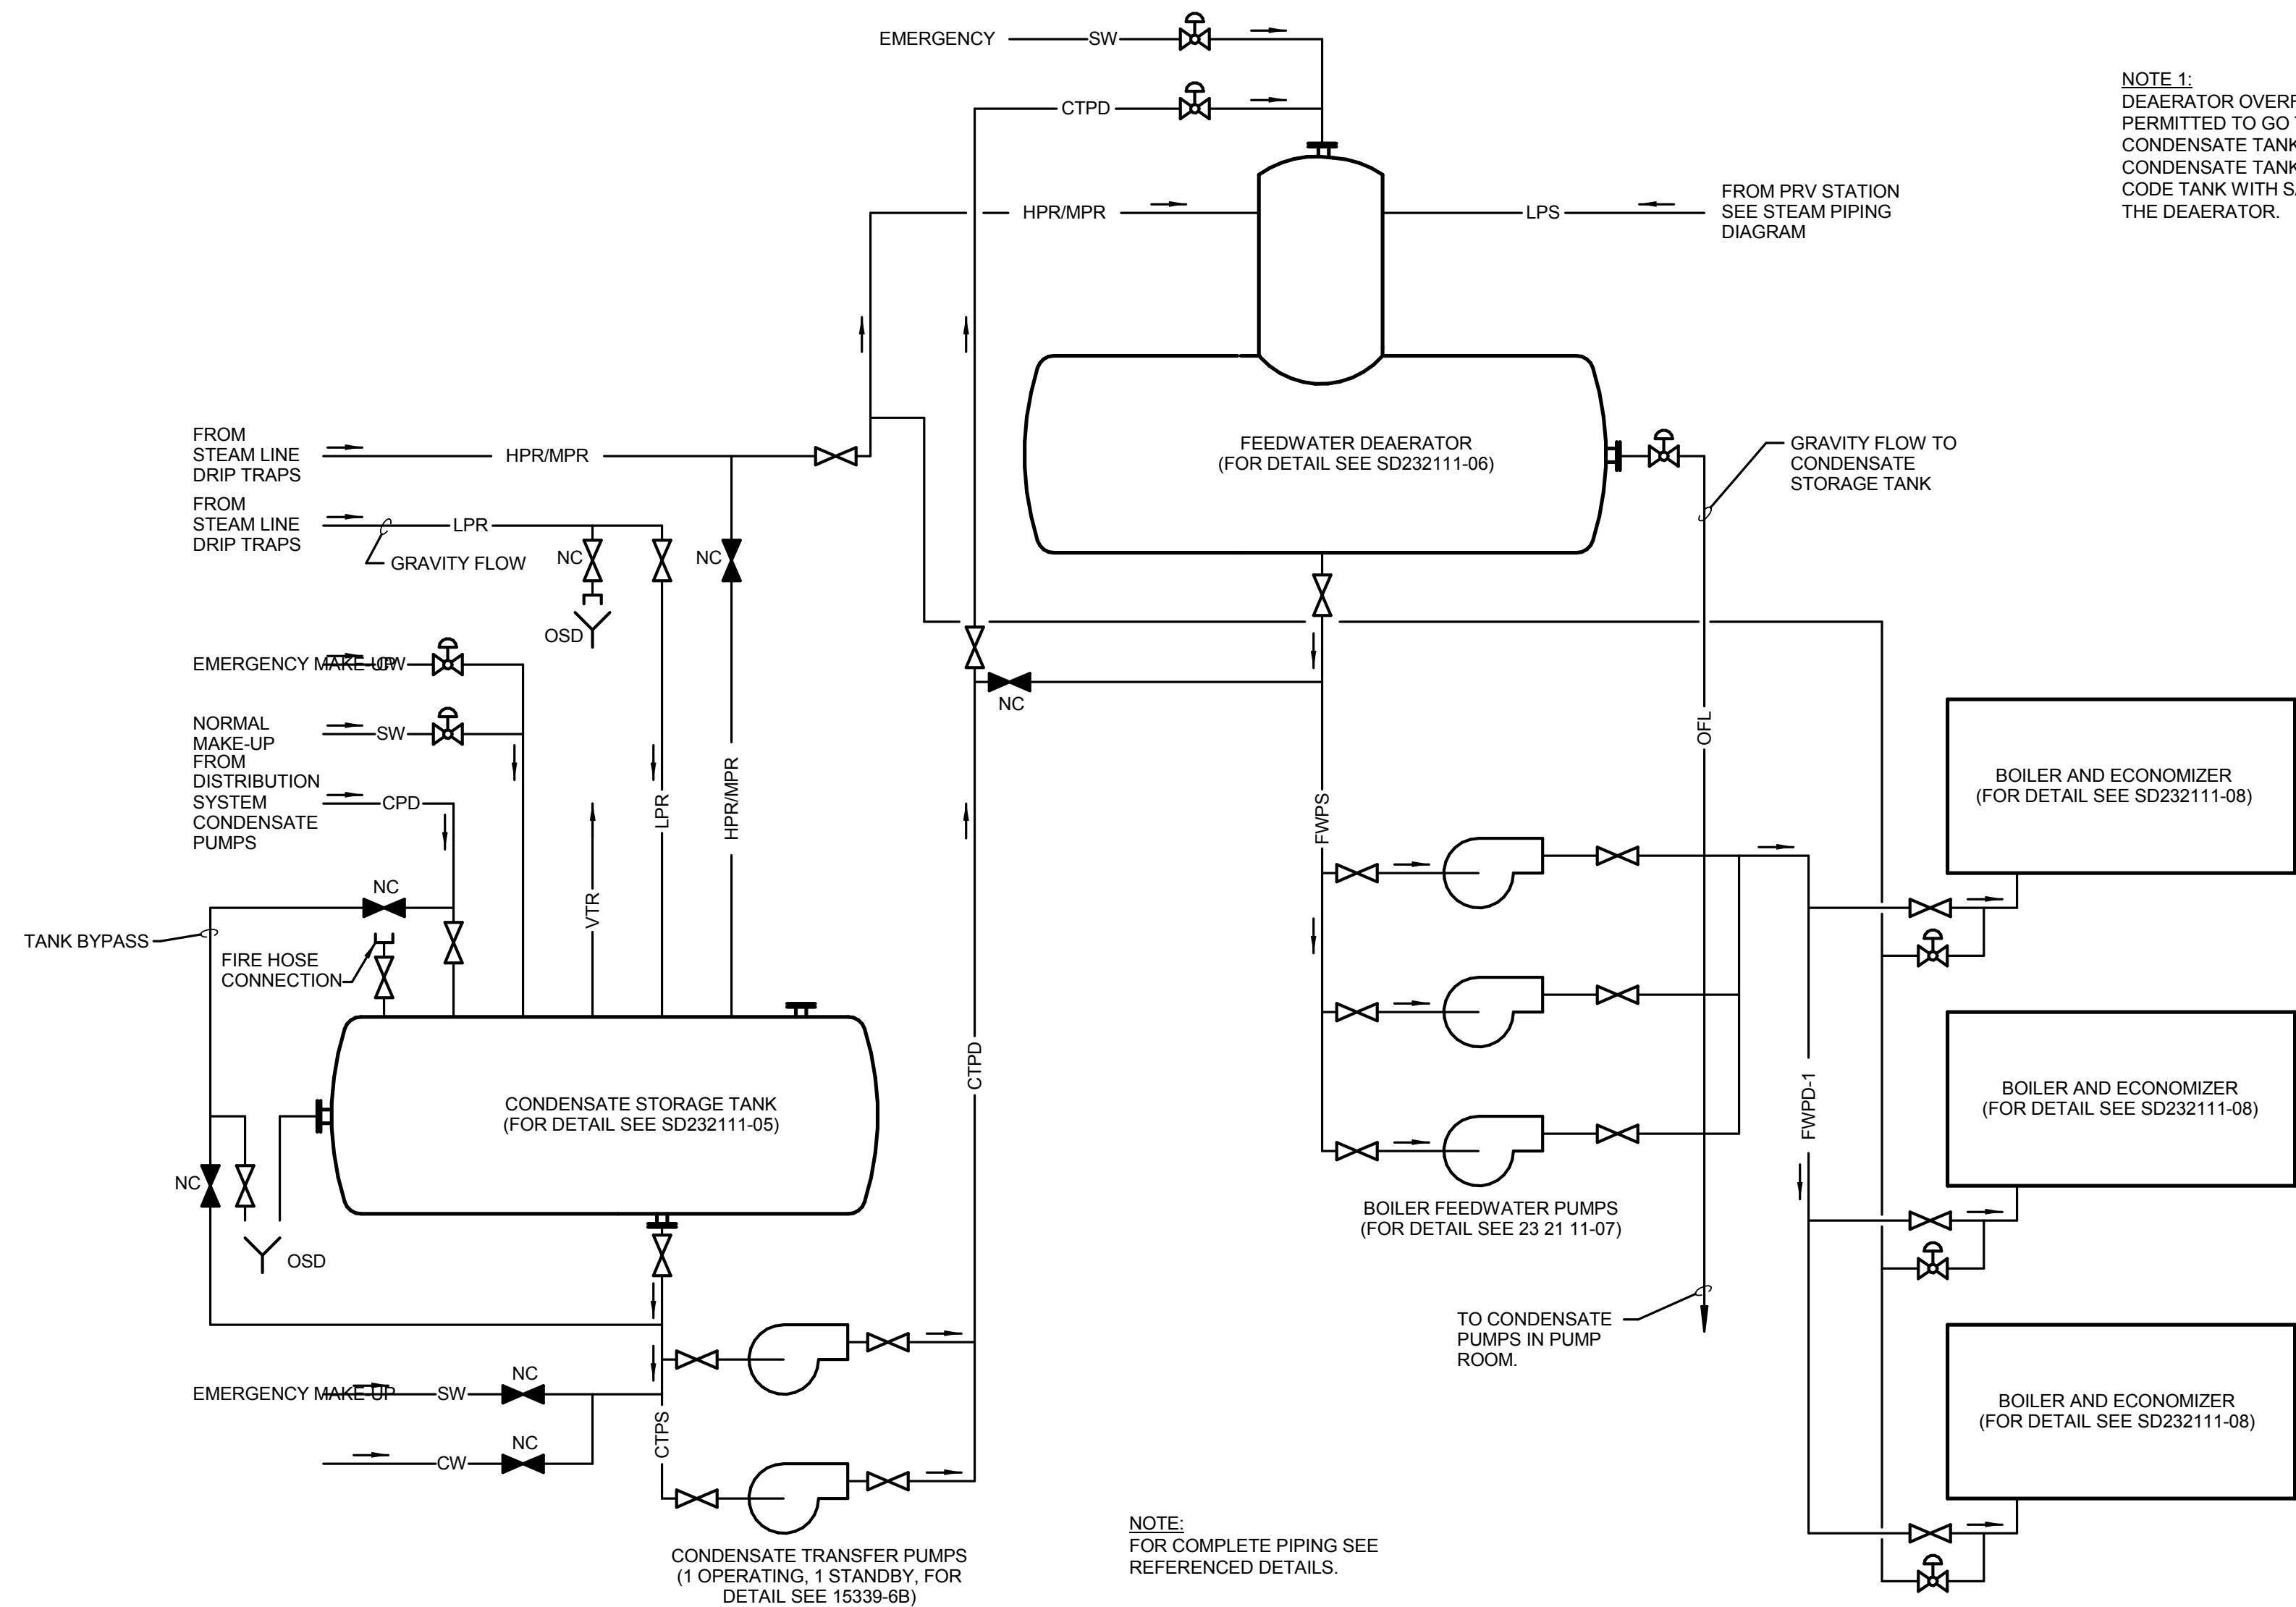 EMERGENCY
SW
CTPD
NOTE 1:
DEAERATOR
PERMITTED TO GO
CONDENSATE
CONDENSATE
CODE TANK WITH
THE DEAERATOR.
HPR/MPR
LPS
FROM PRV STATION
SEE STEAM PIPING
DIAGRAM
FROM
STEAM LINE
DRIP TRAPS
HPR/MPR
FEEDWATER DEAERATOR
(FOR DETAIL SEE SD232111-06)
GRAVITY FLOW TO
CONDENSATE
STORAGE TANK
FROM
STEAM LINE
DRIP TRAPS
LPR
GRAVITY FLOW
NC
NC
OSD
EMERGENCY MAKE-UP
CW
NORMAL
MAKE-UP
SW
FROM
DISTRIBUTION
SYSTEM
CONDENSATE
PUMPS
CPD
NC
OFL
LPR
HPR/MPR
FWPS
VTR
BOILER AND ECONOMIZER
(FOR DETAIL SEE SD232111-08)
NC
TANK BYPASS
FIRE HOSE
CONNECTION
CTPD
FWPD-1
CONDENSATE STORAGE TANK
(FOR DETAIL SEE SD232111-05)
BOILER AND ECONOMIZER
(FOR DETAIL SEE SD232111-08)
NC
OSD
BOILER FEEDWATER PUMPS
(FOR DETAIL SEE 23 21 11-07)
TO CONDENSATE
PUMPS IN PUMP
ROOM.
EMERGENCY MAKE-UP
SW
NC
CW
NC
CTPS
BOILER AND ECONOMIZER
(FOR DETAIL SEE SD232111-08)
CONDENSATE TRANSFER PUMPS
(1 OPERATING, 1 STANDBY, FOR
DETAIL SEE 15339-6B)
NOTE:
FOR COMPLETE PIPING SEE
REFERENCED DETAILS.